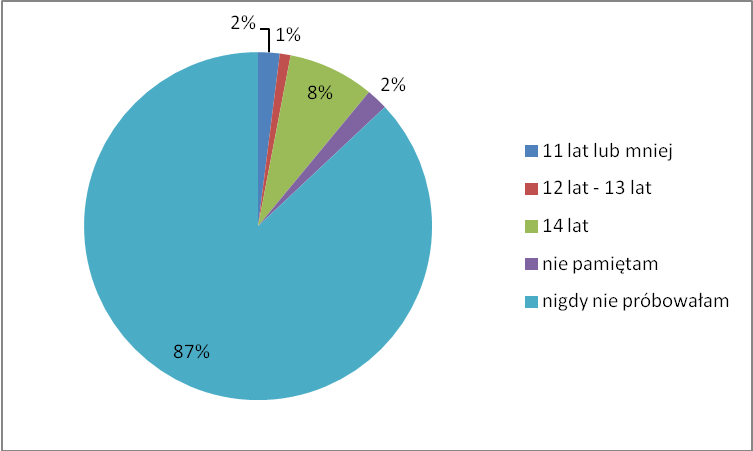 2%
1%
8%
2%
87%
11 lat lub mniej
12 lat - 13 lat
14 lat
nie pamiętam
nigdy nie próbowałam